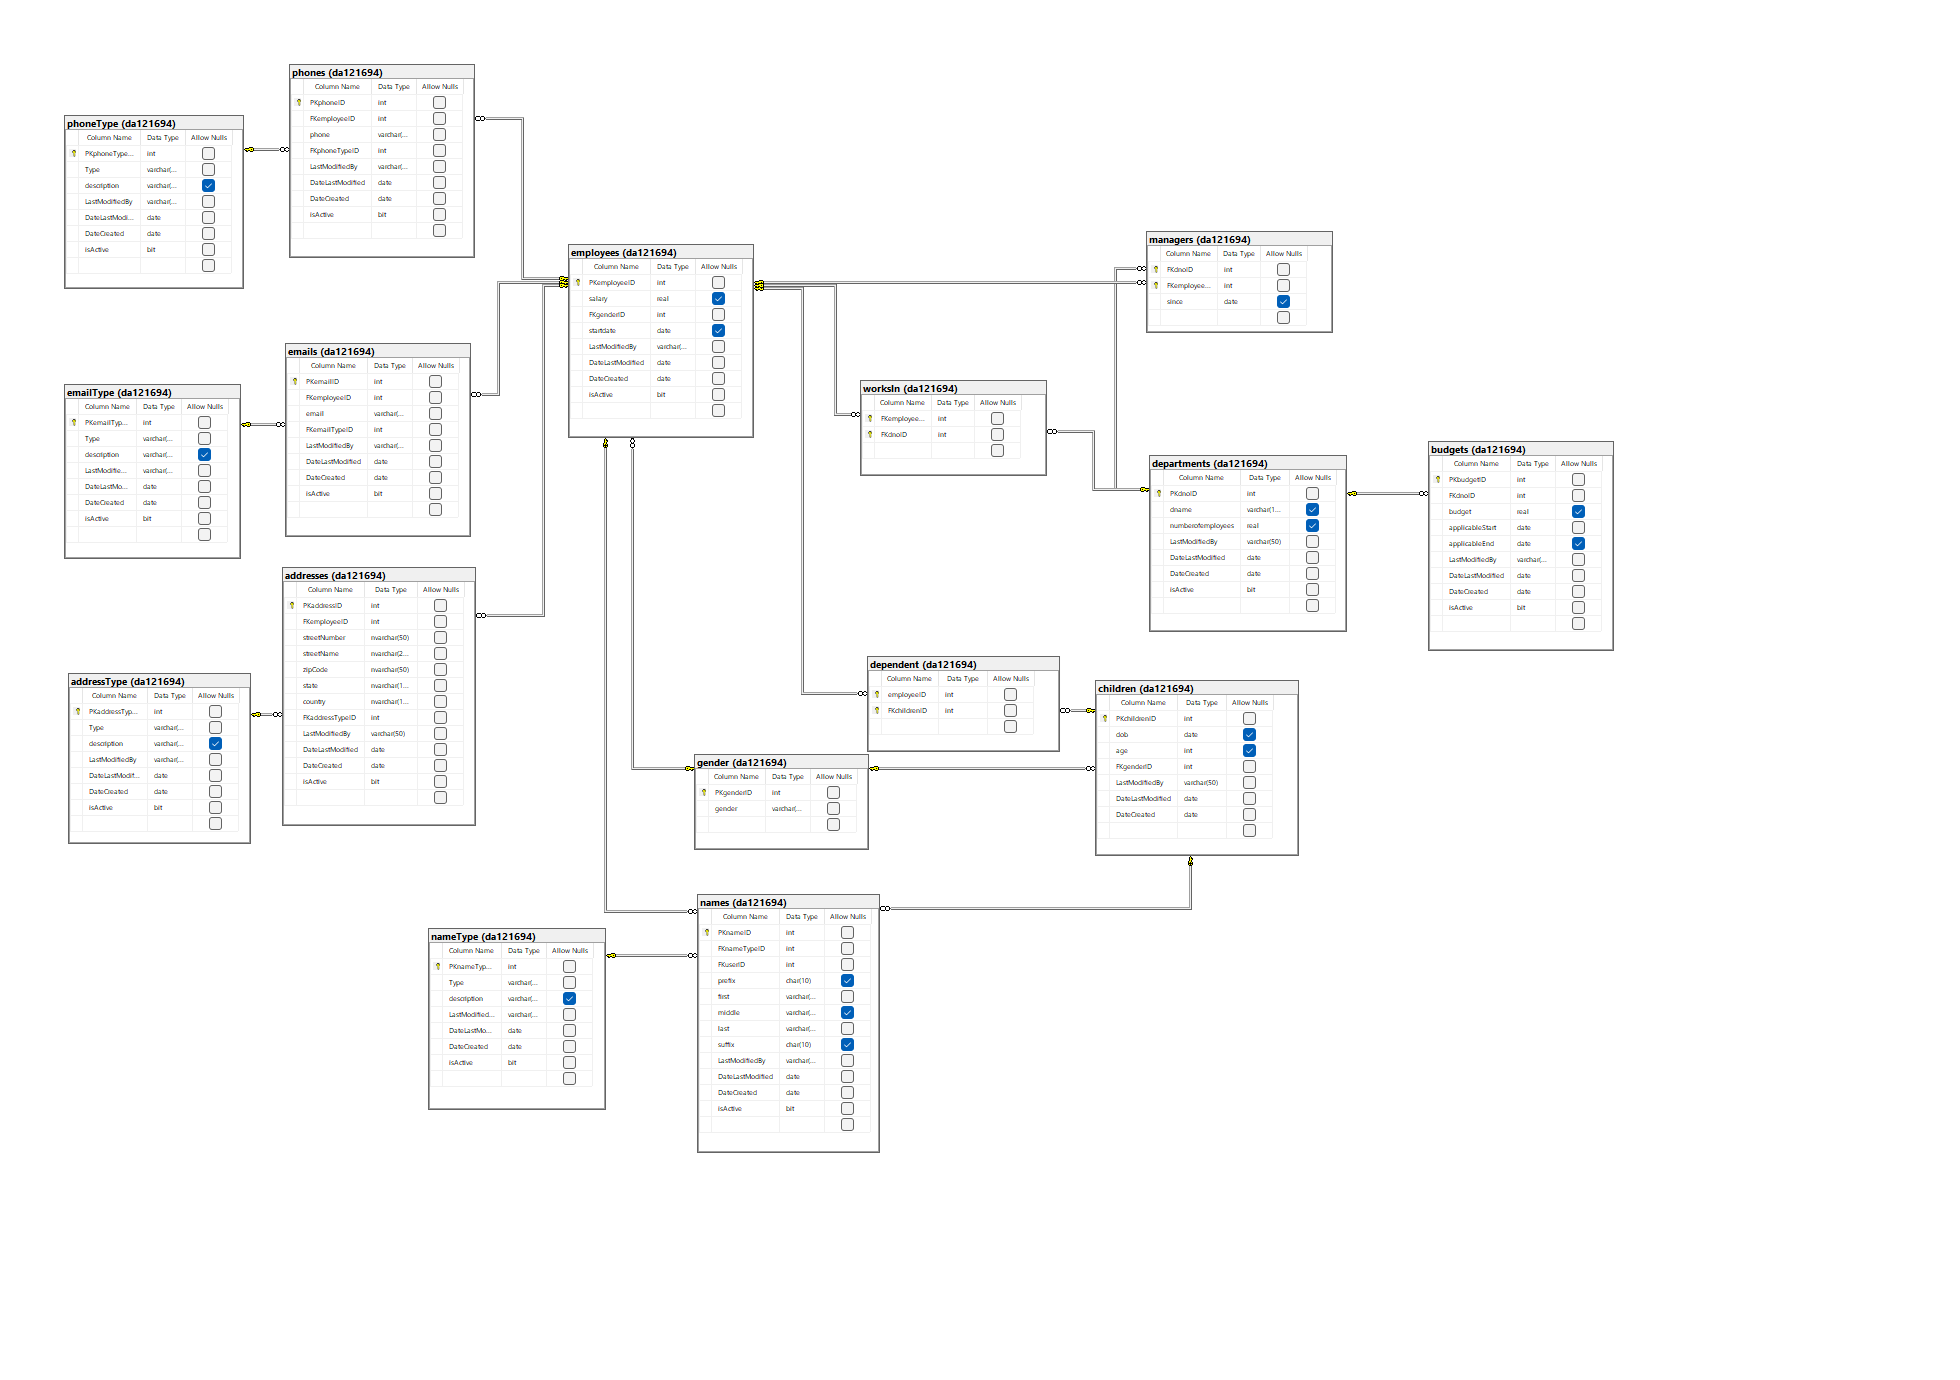 phones (da121694)
Column Name Data Type Allow Nulls
PKphoneID int
FKemployeeID int
phone varchar(...
FKphoneTypeID int
LastModifiedBy varchar(...
DateLastModified date
DateCreated date
isActive bit
phoneType (da121694)
Column Name Data Type Allow Nulls
PKphoneType... int
Type varchar(...
description varchar(...
LastModifiedBy varchar(...
DateLastModi... date
DateCreated date
isActive bit
employees (da121694)
Column Name Data Type Allow Nulls
PKemployeeID int
salary real
FKgenderID int
startdate date
LastModifiedBy varchar(...
DateLastModified date
DateCreated date
isActive bit
managers (da121694)
Column Name Data Type Allow Nulls
FKdnoID int
FKemployee... int
since date
emails (da121694)
Column Name Data Type Allow Nulls
PKemailID int
FKemployeeID int
email varchar(...
FKemailTypeID int
LastModifiedBy varchar(...
DateLastModified date
DateCreated date
isActive bit
emailType (da121694)
Column Name Data Type Allow Nulls
PKemailTyp... int
Type varchar(...
description varchar(...
LastModifie... varchar(...
DateLastMo... date
DateCreated date
isActive bit
worksIn (da121694)
Column Name Data Type Allow Nulls
FKemployee... int
FKdnoID int
departments (da121694)
Column Name Data Type Allow Nulls
PKdnoID int
dname varchar(1...
numberofemployees real
LastModifiedBy varchar(50)
DateLastModified date
DateCreated date
isActive bit
budgets (da121694)
Column Name Data Type Allow Nulls
PKbudgetID int
FKdnoID int
budget real
applicableStart date
applicableEnd date
LastModifiedBy varchar(...
DateLastModified date
DateCreated date
isActive bit
addresses (da121694)
Column Name Data Type Allow Nulls
PKaddressID int
FKemployeeID int
streetNumber nvarchar(50)
streetName nvarchar(2...
zipCode nvarchar(50)
state nvarchar(1...
country nvarchar(1...
FKaddressTypeID int
LastModifiedBy varchar(50)
DateLastModified date
DateCreated date
isActive bit
addressType (da121694)
Column Name Data Type Allow Nulls
PKaddressTyp... int
Type varchar(...
description varchar(...
LastModifiedBy varchar(...
DateLastModif... date
DateCreated date
isActive bit
dependent (da121694)
Column Name Data Type Allow Nulls
employeeID int
FKchildrenID int
children (da121694)
Column Name Data Type Allow Nulls
PKchildrenID int
dob date
age int
FKgenderID int
LastModifiedBy varchar(50)
DateLastModified date
DateCreated date
gender (da121694)
Column Name Data Type Allow Nulls
PKgenderID int
gender varchar(...
names (da121694)
Column Name Data Type Allow Nulls
PKnameID int
FKnameTypeID int
FKuserID int
prefix char(10)
first varchar(...
middle varchar(...
last varchar(...
suffix char(10)
LastModifiedBy varchar(...
DateLastModified date
DateCreated date
isActive bit
nameType (da121694)
Column Name Data Type Allow Nulls
PKnameTyp... int
Type varchar(...
description varchar(...
LastModified... varchar(...
DateLastMo... date
DateCreated date
isActive bit